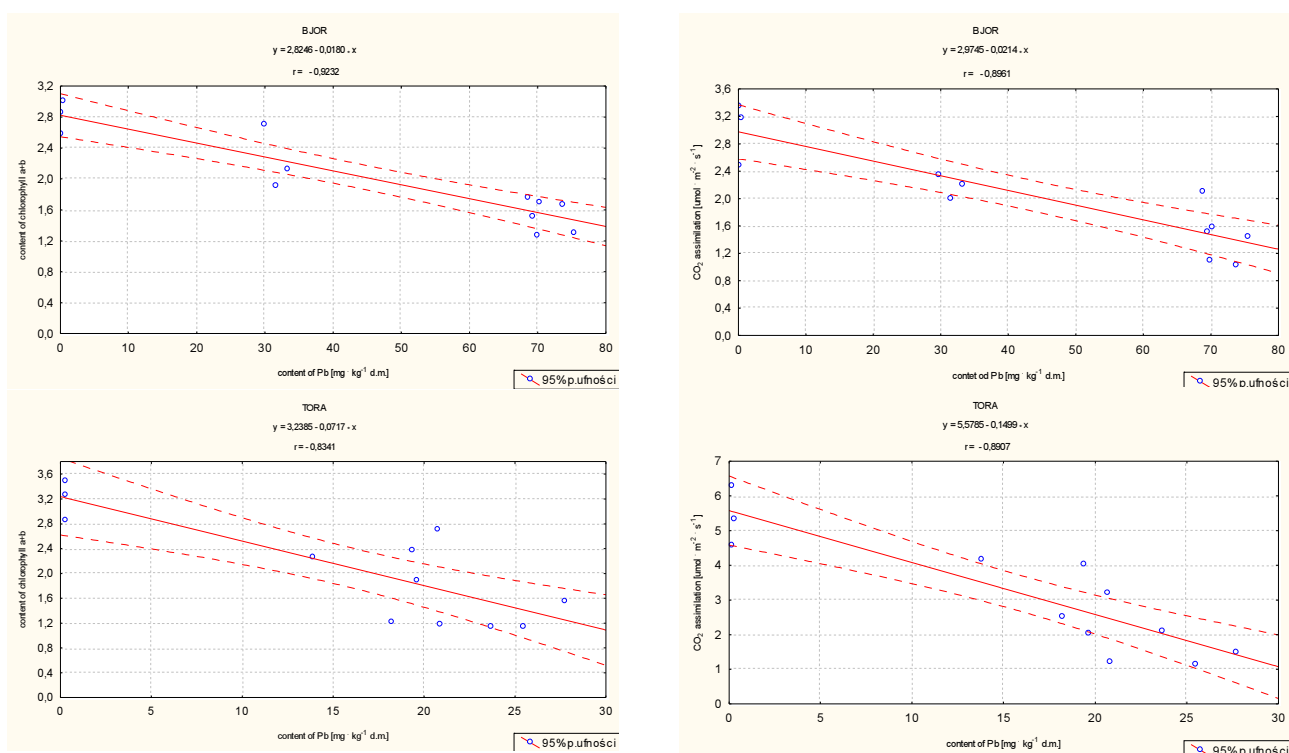 BJOR
y = 2,8246 - 0,0180 * x
r = -0,9232
3,2
2,8
2,4
2,0
1,6
1,2
0,8
0,4
0,0
content of chlorophyll a+b
0 10 20 30 40 50 60 70 80
content of Pb [mg · kg⁻¹ d.m.]
95%p.ufności
BJOR
y = 2,9745 - 0,0214 * x
r = -0,8961
3,6
3,2
2,8
2,4
2,0
1,6
1,2
0,8
0,4
0,0
CO₂ assimilation [umol · m⁻² · s⁻¹]
0 10 20 30 40 50 60 70 80
contet od Pb [mg · kg⁻¹ d.m.]
95%p.ufności
TORA
y = 3,2385 - 0,0717 * x
r = -0,8341
3,6
3,2
2,8
2,4
2,0
1,6
1,2
0,8
0,4
0,0
content of chlorophyll a+b
0 5 10 15 20 25 30
content of Pb [mg · kg⁻¹ d.m.]
95%p.ufności
TORA
y = 5,5785 - 0,1499 * x
r = -0,8907
7
6
5
4
3
2
1
0
CO₂ assimilation [umol · m⁻² · s⁻¹]
0 5 10 15 20 25 30
content of Pb [mg · kg⁻¹ d.m.]
95%p.ufności